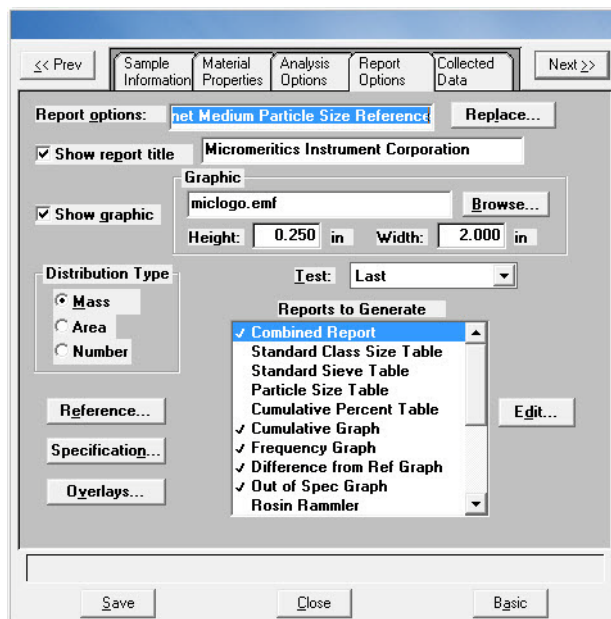 << Prev
Sample Information
Material Properties
Analysis Options
Report Options
Collected Data
Next >>
Report options: net Medium Particle Size Reference Replace...
Show report title Micromeritics Instrument Corporation
Graphic
Show graphic miclogo.emf Browse...
Height: 0.250 in Width: 2.000 in
Distribution Type
Mass
Area
Number
Test: Last
Reports to Generate
Combined Report
Standard Class Size Table
Standard Sieve Table
Particle Size Table
Cumulative Percent Table
Cumulative Graph
Frequency Graph
Difference from Ref Graph
Out of Spec Graph
Rosin Rammler
Edit...
Reference...
Specification...
Overlays...
Save Close Basic